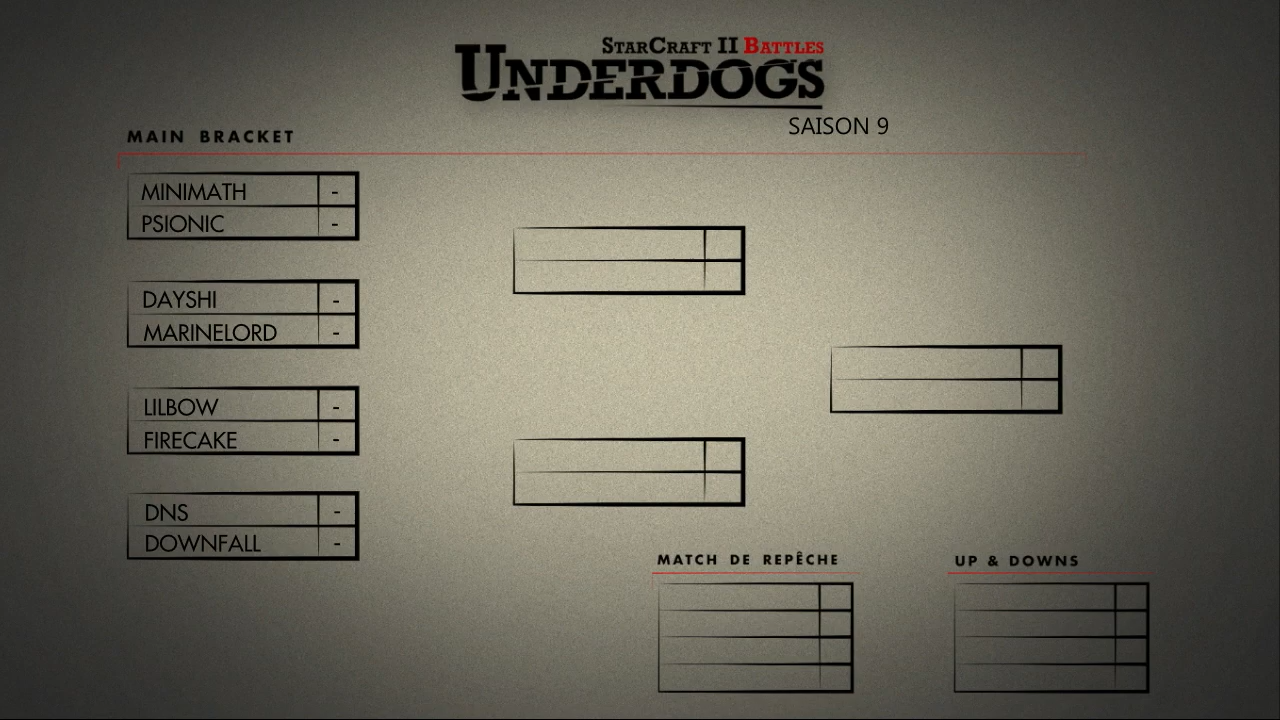 STARCRAFT II BATTLES
UNDERDOGS
SAISON 9
MAIN BRACKET
MINIMATH -
PSIONIC -
DAYSHI -
MARINELORD -
LILBOW -
FIRECAKE -
DNS -
DOWNFALL -
MATCH DE REPÊCHE
UP & DOWNS